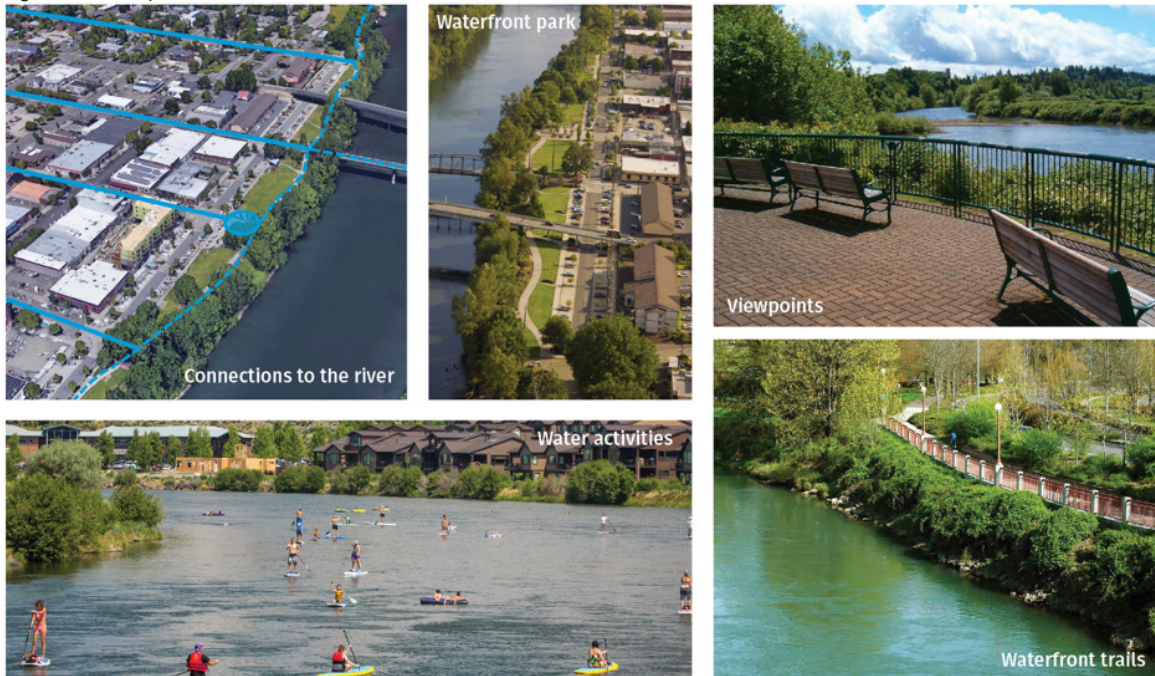 Waterfront park
Viewpoints
Connections to the river
Water activities
Waterfront trails